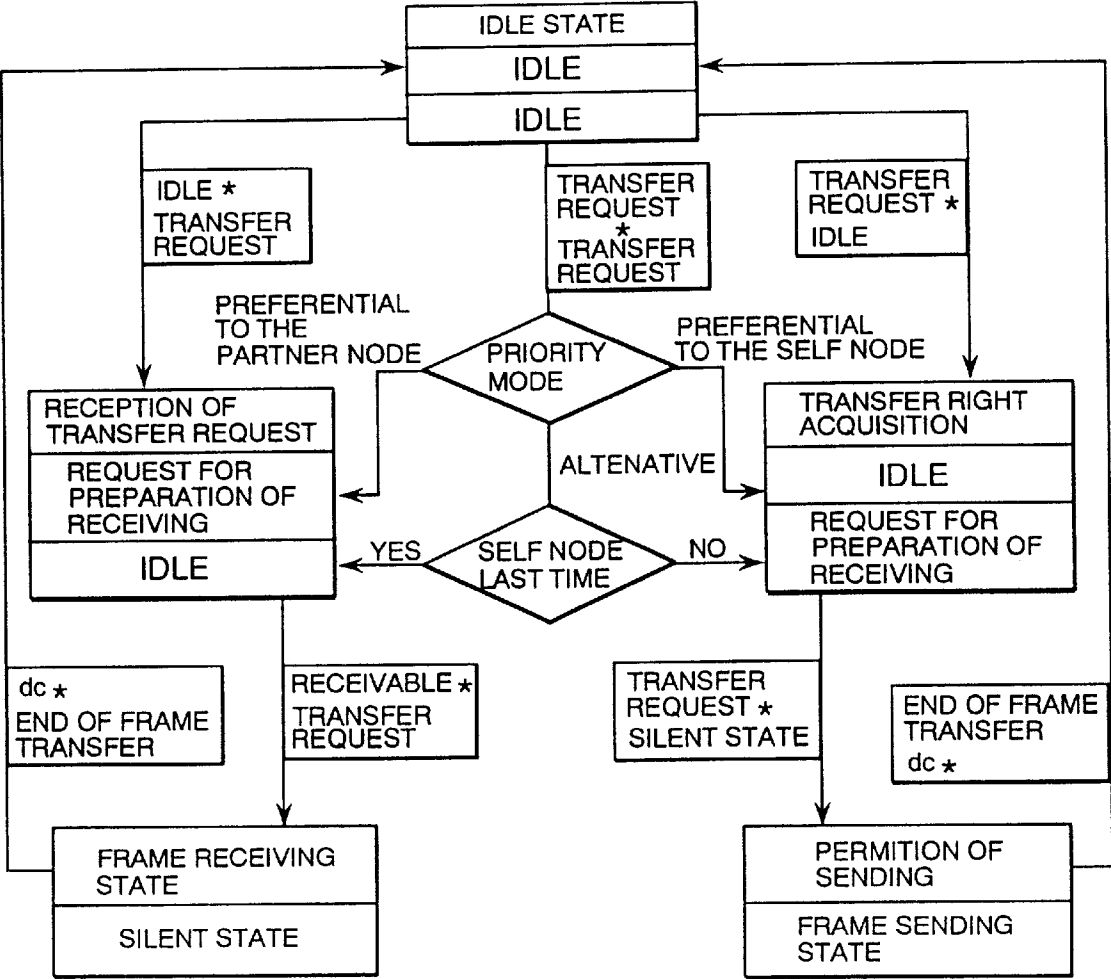 IDLE STATE
IDLE
IDLE
IDLE *
TRANSFER
REQUEST
TRANSFER
REQUEST
*
TRANSFER
REQUEST
TRANSFER
REQUEST *
IDLE
PREFERENTIAL
TO THE
PARTNER NODE
PRIORITY
MODE
PREFERENTIAL
TO THE SELF NODE
RECEPTION OF
TRANSFER REQUEST
REQUEST FOR
PREPARATION OF
RECEIVING
IDLE
ALTENATIVE
TRANSFER RIGHT
ACQUISITION
IDLE
REQUEST FOR
PREPARATION OF
RECEIVING
YES
SELF NODE
LAST TIME
NO
dc *
END OF FRAME
TRANSFER
RECEIVABLE *
TRANSFER
REQUEST
TRANSFER
REQUEST *
SILENT STATE
END OF FRAME
TRANSFER
dc *
FRAME RECEIVING
STATE
SILENT STATE
PERMITION OF
SENDING
FRAME SENDING
STATE